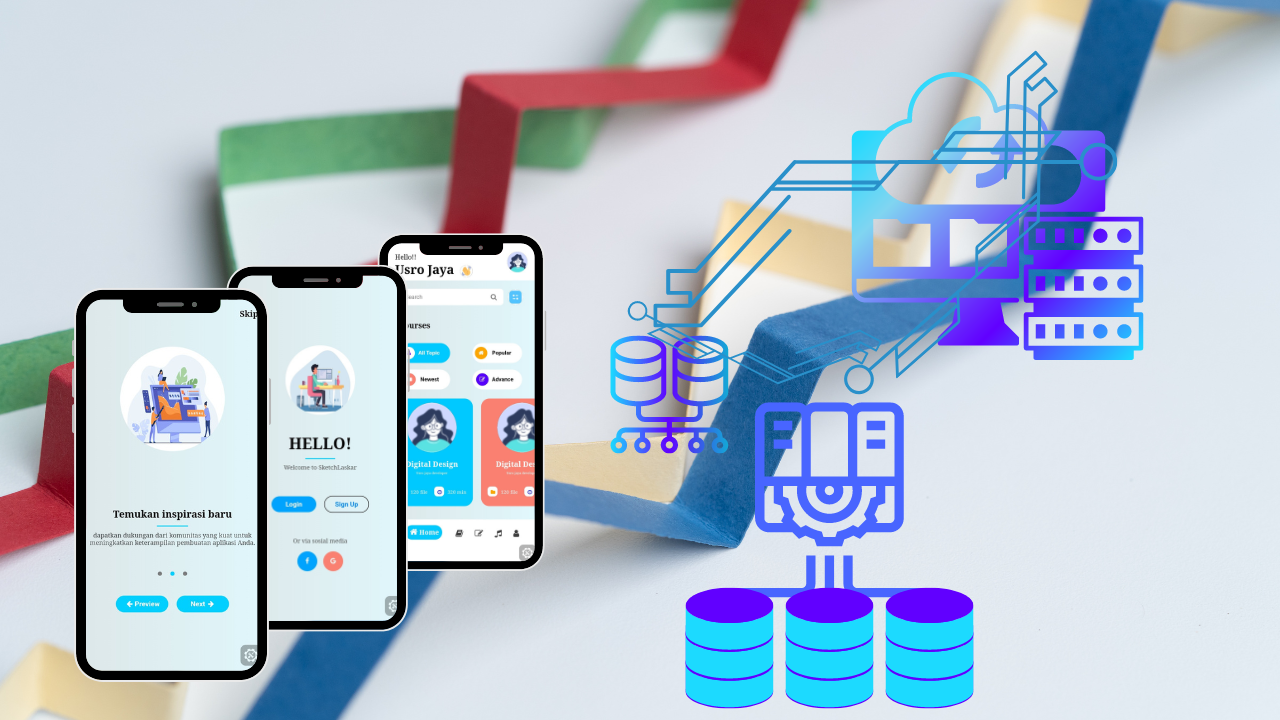 Skip
Temukan inspirasi baru
dapatkan dukungan dari komunitas yang kuat untuk
meningkatkan keterampilan pembuatan aplikasi Anda.
Preview
Next
HELLO!
Welcome to SketchLaskar
Login
Sign Up
Or via sosial media
f
G
Hello!!
Usro Jaya
search
ourses
All Topic
Popular
Newest
Advance
Digital Design
Digital Des
Home